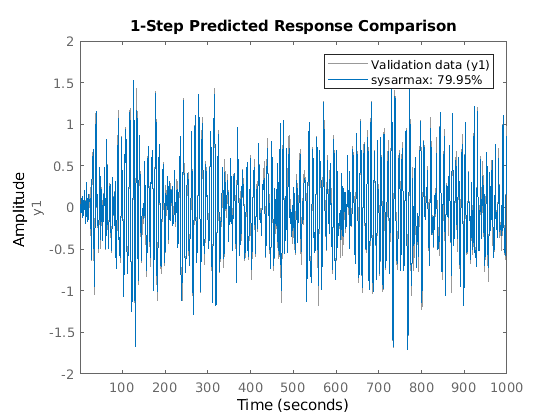 1-Step Predicted Response Comparison
Validation data (y1)
sysarmax: 79.95%
Amplitude
y1
2
1.5
1
0.5
0
-0.5
-1
-1.5
-2
100 200 300 400 500 600 700 800 900 1000
Time (seconds)